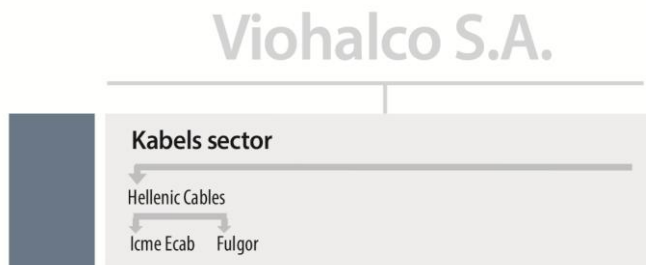 Viohalco S.A.
Kabels sector
Hellenic Cables
Icme Ecab Fulgor